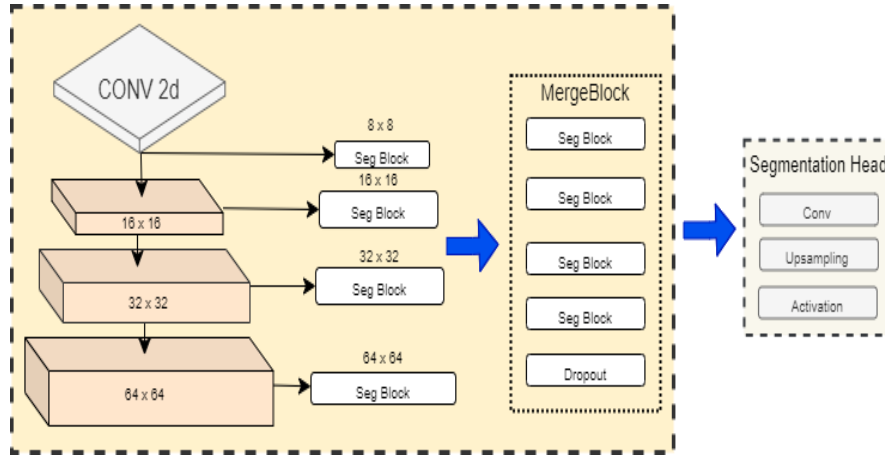 CONV 2d
8 x 8
Seg Block
16 x 16
Seg Block
16 x 16
32 x 32
Seg Block
32 x 32
64 x 64
Seg Block
64 x 64
MergeBlock
Seg Block
Seg Block
Seg Block
Seg Block
Dropout
Segmentation Head
Conv
Upsampling
Activation